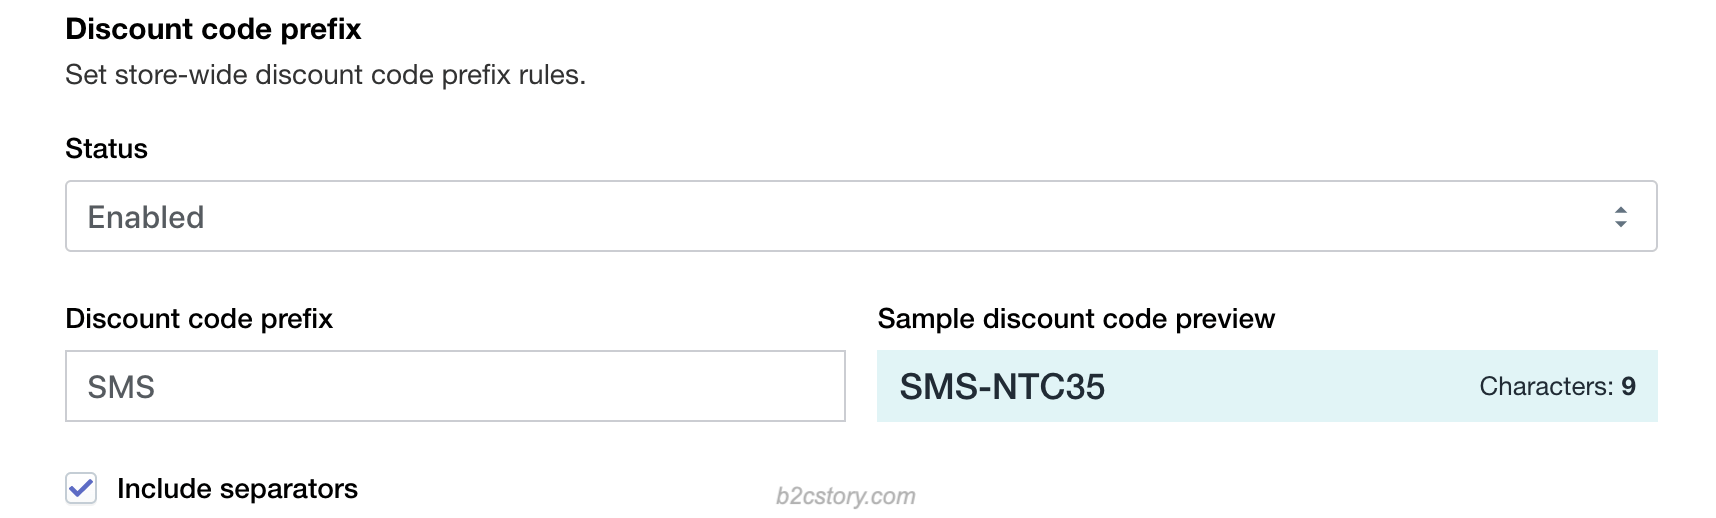 Discount code prefix
Set store-wide discount code prefix rules.
Status
Enabled
Discount code prefix
SMS
Sample discount code preview
SMS-NTC35
Characters: 9
Include separators
b2cstory.com